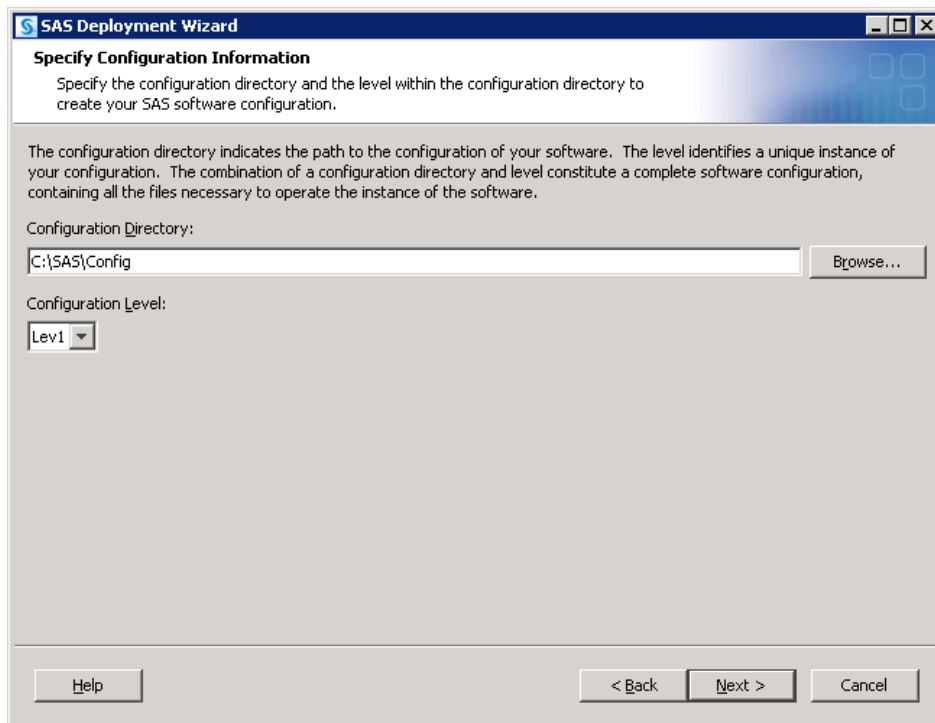 SAS Deployment Wizard
Specify Configuration Information
Specify the configuration directory and the level within the configuration directory to
create your SAS software configuration.
The configuration directory indicates the path to the configuration of your software.  The level identifies a unique instance of
your configuration.  The combination of a configuration directory and level constitute a complete software configuration,
containing all the files necessary to operate the instance of the software.
Configuration Directory:
C:\SAS\Config
Browse...
Configuration Level:
Lev1
Help
< Back
Next >
Cancel